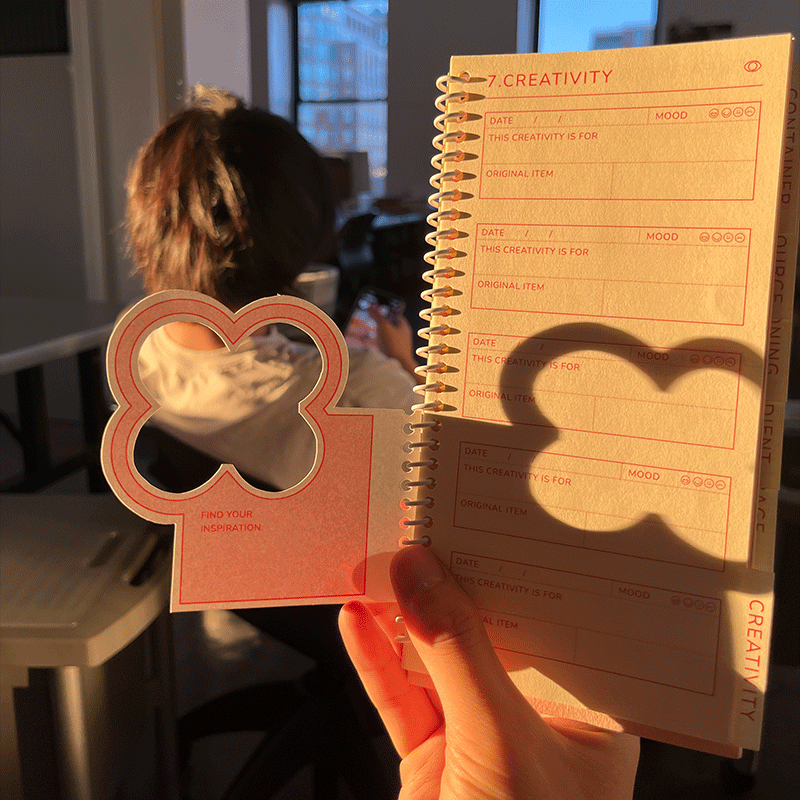 7.CREATIVITY
DATE / / MOOD
THIS CREATIVITY IS FOR
ORIGINAL ITEM
DATE / / MOOD
THIS CREATIVITY IS FOR
ORIGINAL ITEM
DATE / / MOOD
THIS CREATIVITY IS FOR
ORIGINAL ITEM
DATE / / MOOD
THIS CREATIVITY IS FOR
ORIGINAL ITEM
DATE / / MOOD
THIS CREATIVITY IS FOR
ITEM
FIND YOUR
INSPIRATION.
CONTAINER
CREATIVITY